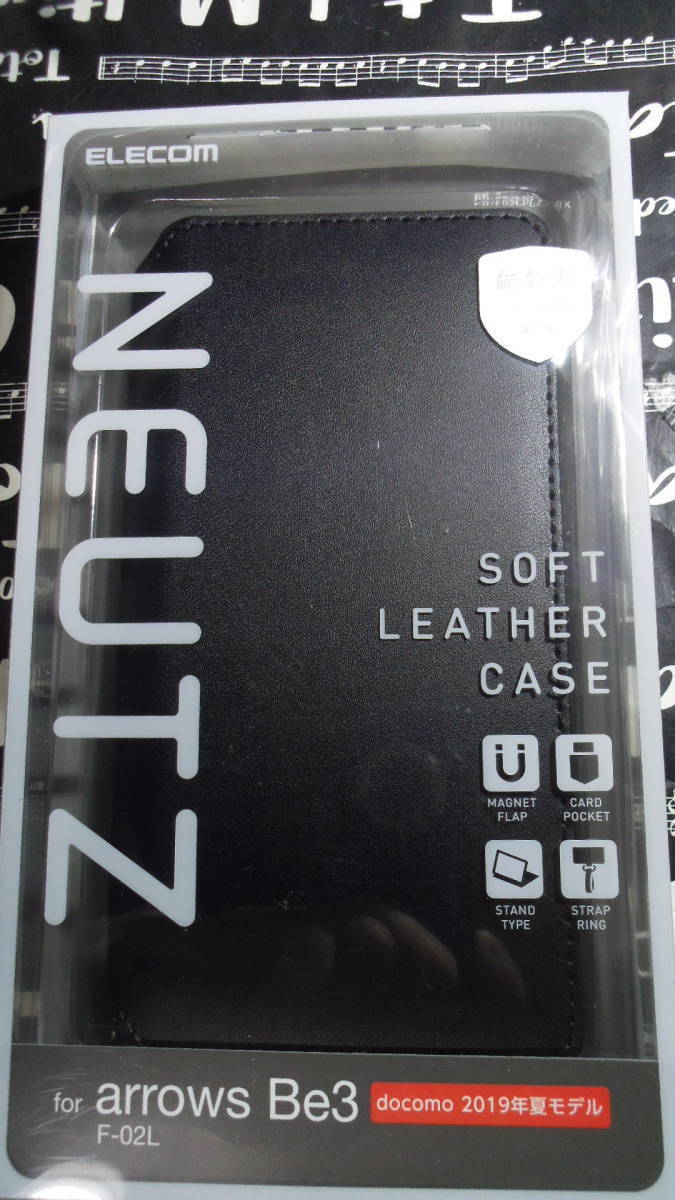 ELECOM
NEUTZ
SOFT
LEATHER
CASE
MAGNET
FLAP
CARD
POCKET
STAND
TYPE
STRAP
RING
for arrows Be3
F-02L
docomo 2019年夏モデル